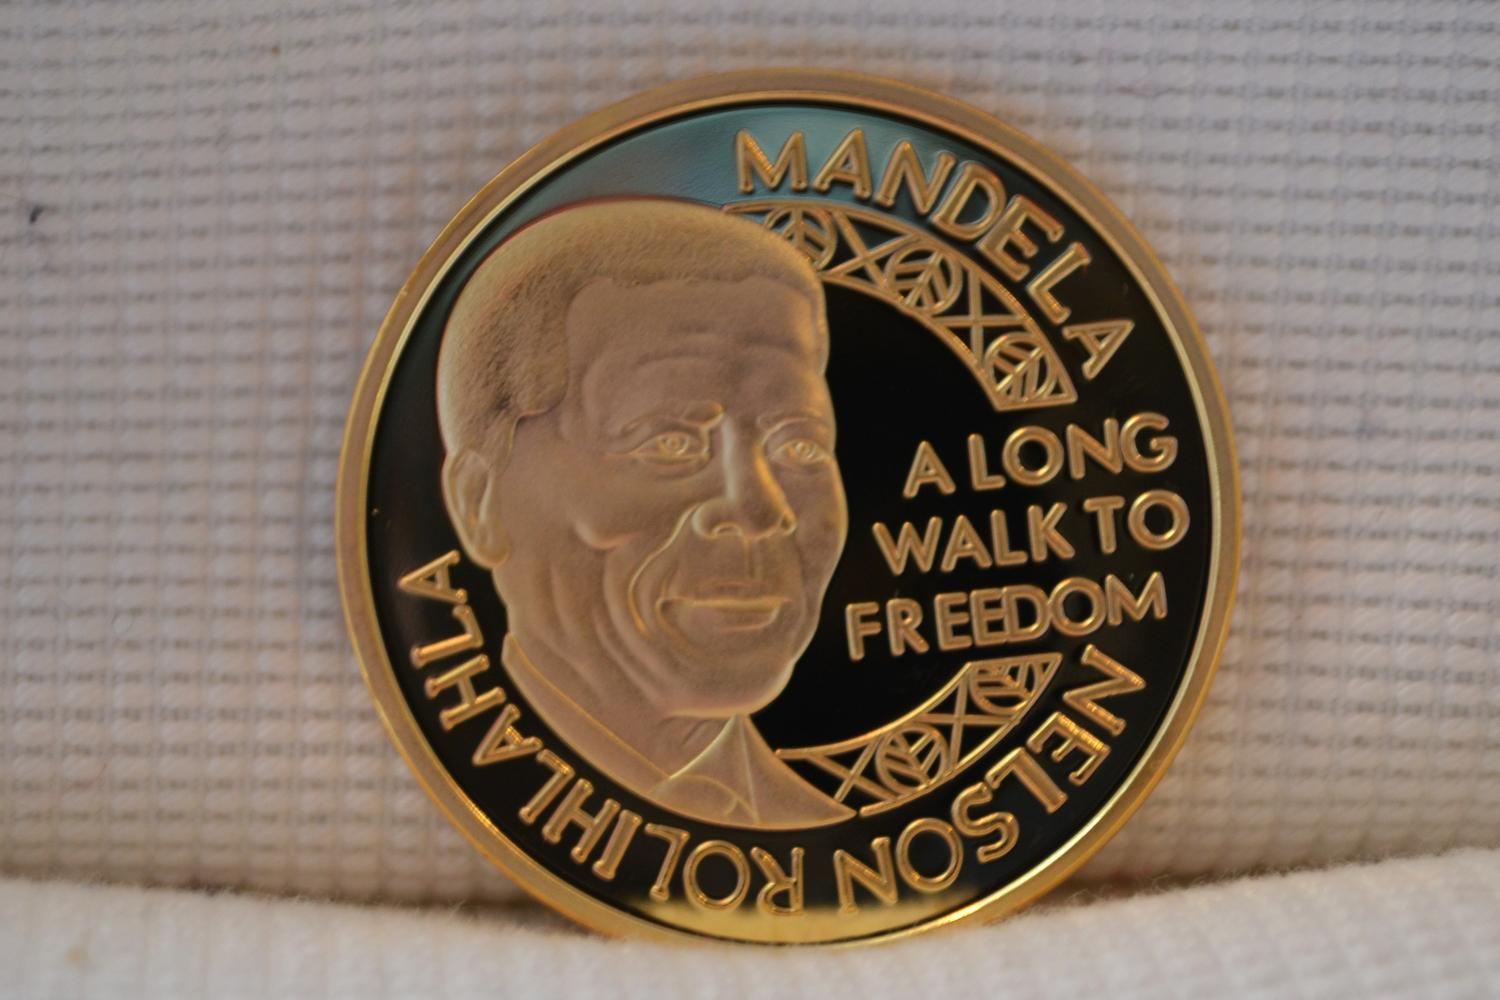 NELSON ROLIHLAHLA
MANDELA
A LONG
WALK TO
FREEDOM